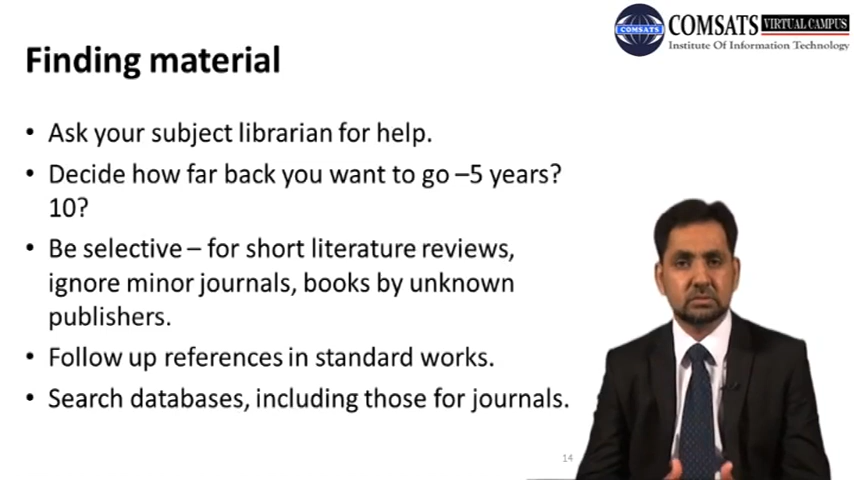 COMSATS VIRTUAL CAMPUS
COMSATS
Institute Of Information Technology
Finding material
• Ask your subject librarian for help.
• Decide how far back you want to go –5 years?
10?
• Be selective – for short literature reviews,
ignore minor journals, books by unknown
publishers.
• Follow up references in standard works.
• Search databases, including those for journals.
14